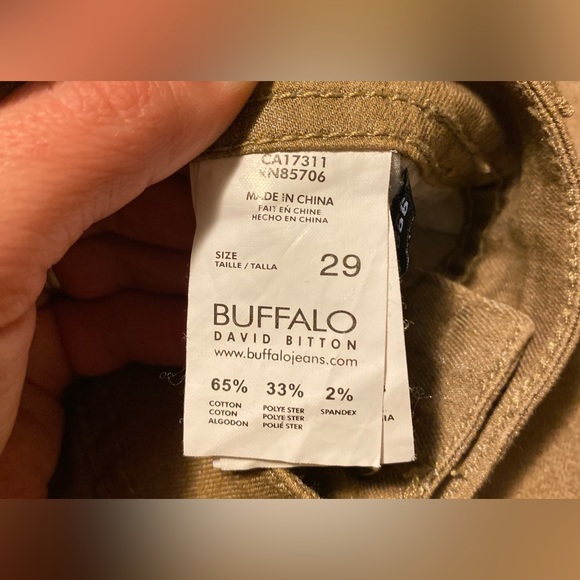 CA17311
RN85706
MADE IN CHINA
FAIT EN CHINE
HECHO EN CHINA
SIZE 29
TAILLE / TALLA
BUFFALO
DAVID BITTON
www.buffalojeans.com
65% 33% 2%
COTTON POLYESTER SPANDEX
COTON POLYESTER
ALGODON POLIÉSTER
IA